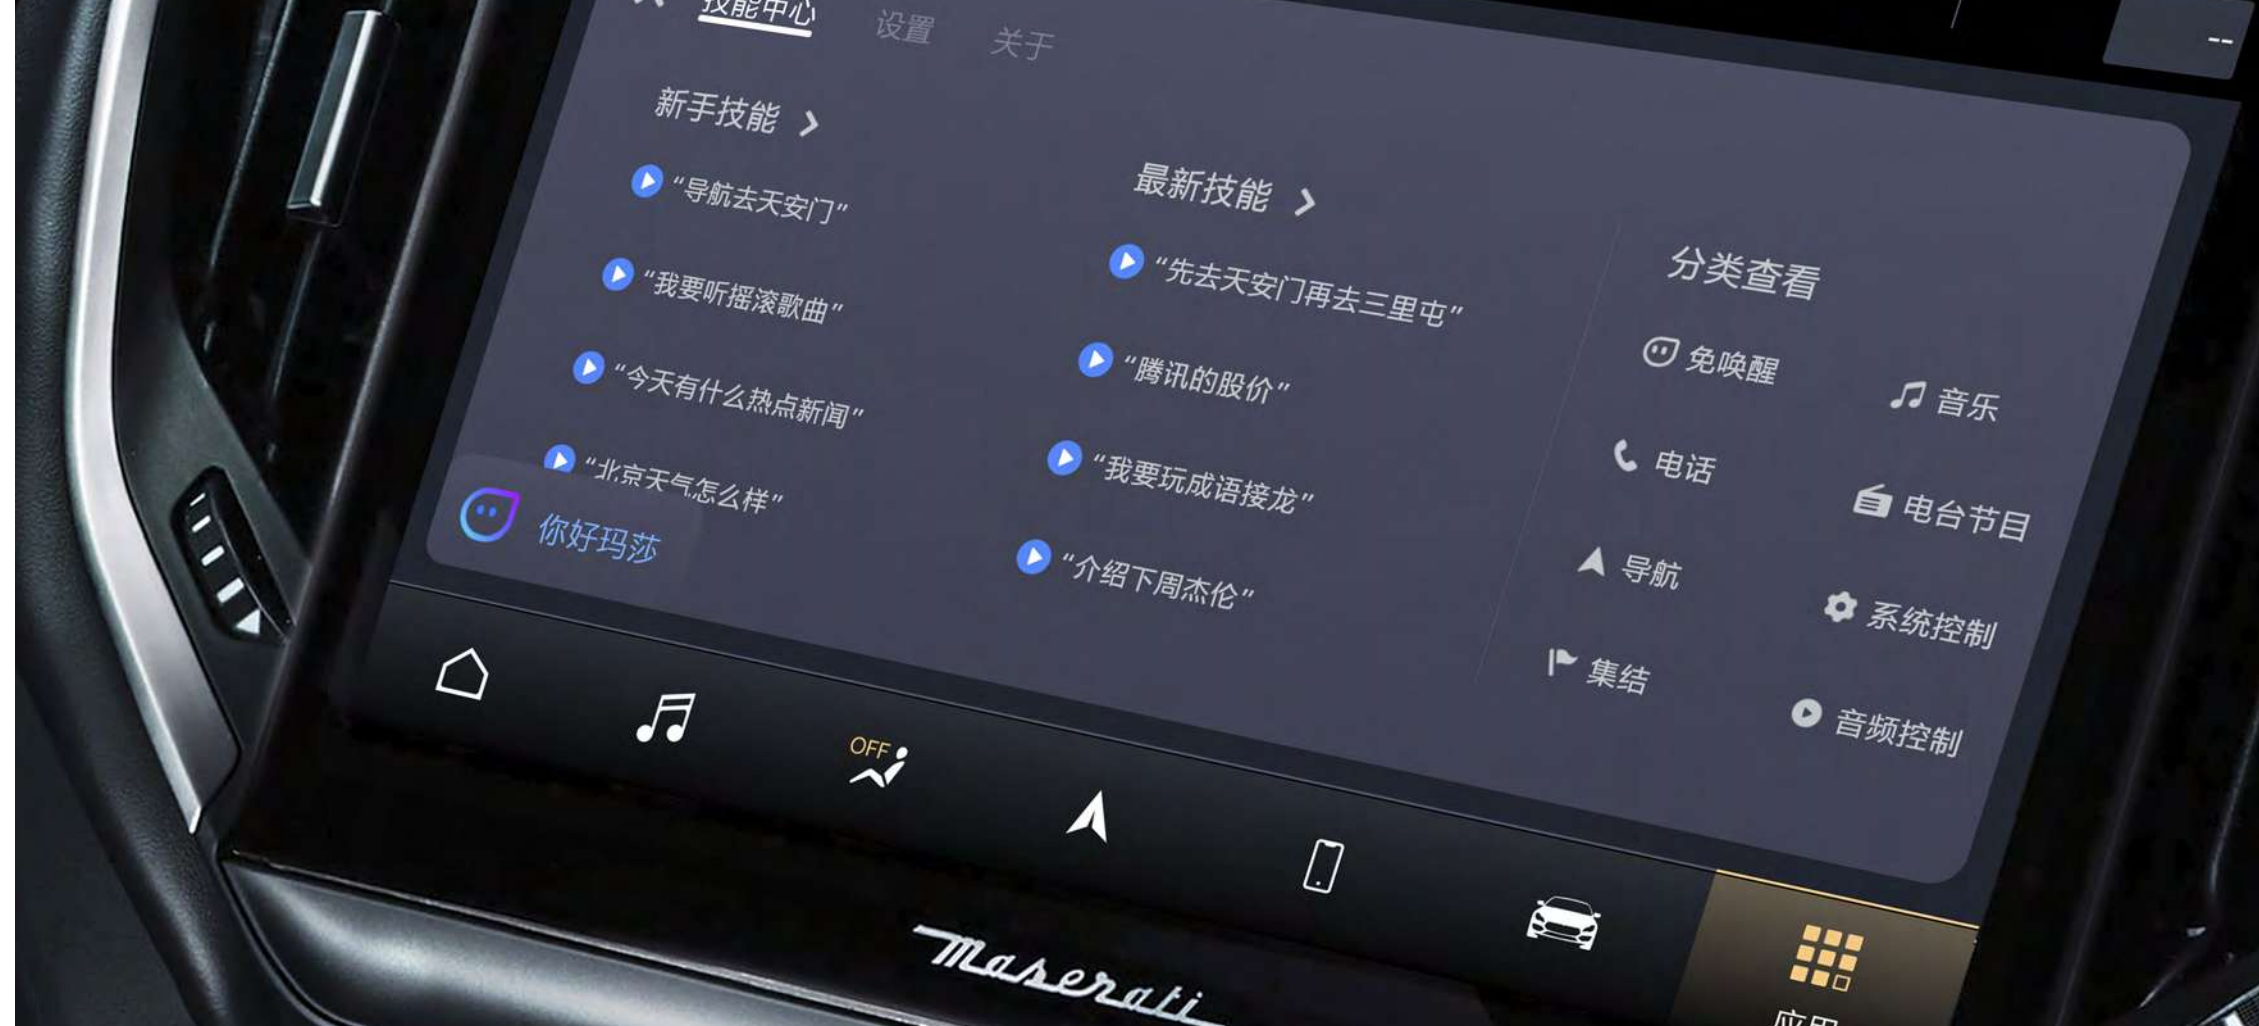 技能中心 设置 关于
--
新手技能
“导航去天安门”
“我要听摇滚歌曲”
“今天有什么热点新闻”
“北京天气怎么样”
你好玛莎
最新技能
“先去天安门再去三里屯”
“腾讯的股价”
“我要玩成语接龙”
“介绍下周杰伦”
分类查看
免唤醒
音乐
电话
电台节目
导航
系统控制
集结
音频控制
OFF
应用
Maserati